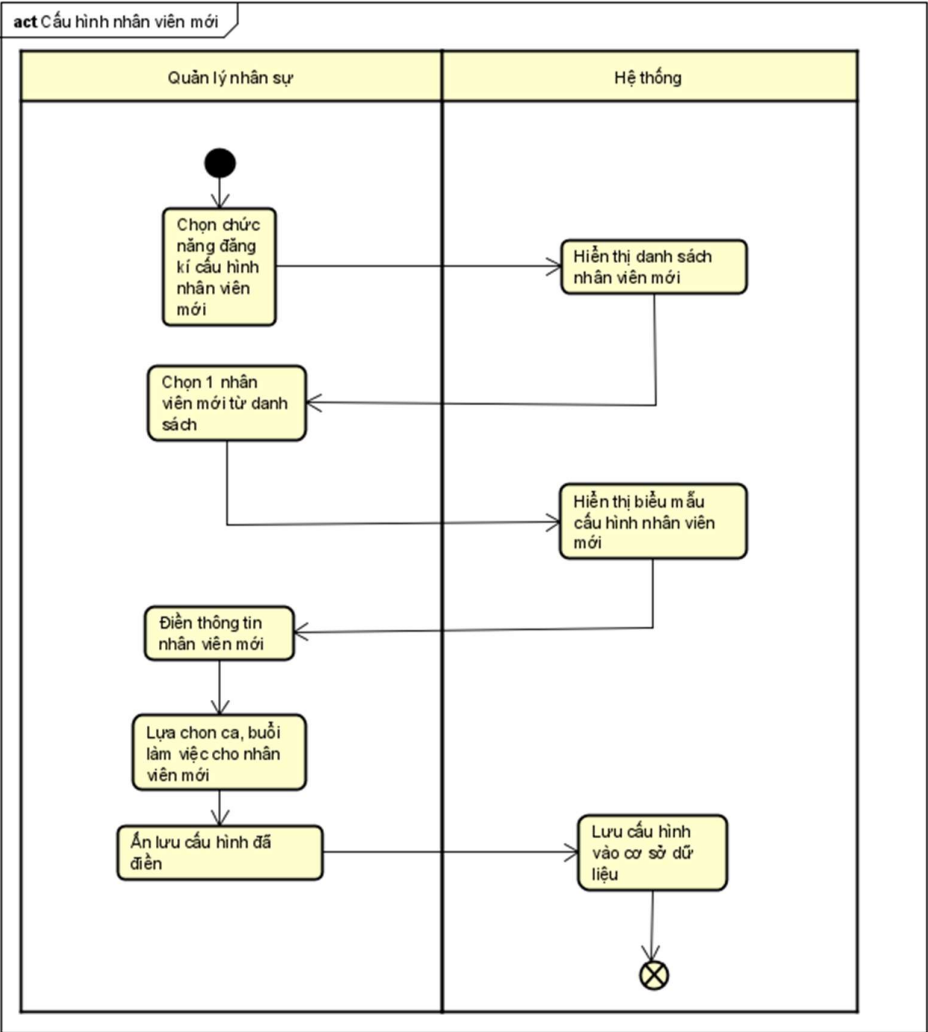 act Cấu hình nhân viên mới
Quản lý nhân sự
Hệ thống
Chọn chức
năng đăng
kí cấu hình
nhân viên
mới
Hiển thị danh sách
nhân viên mới
Chọn 1 nhân
viên mới từ danh
sách
Hiển thị biểu mẫu
cấu hình nhân viên
mới
Điền thông tin
nhân viên mới
Lựa chon ca, buổi
làm việc cho nhân
viên mới
Ấn lưu cấu hình đã
điền
Lưu cấu hình
vào cơ sở dữ
liệu